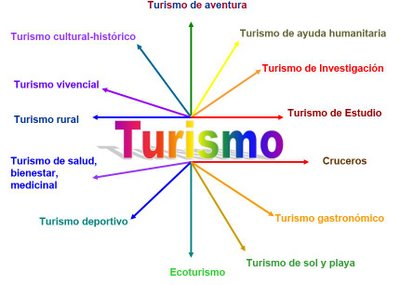 Turismo de aventura
Turismo cultural-histórico
Turismo de ayuda humanitaria
Turismo de Investigación
Turismo vivencial
Turismo rural
Turismo de Estudio
Turismo
Turismo de salud,
bienestar,
medicinal
Cruceros
Turismo deportivo
Turismo gastronómico
Ecoturismo
Turismo de sol y playa